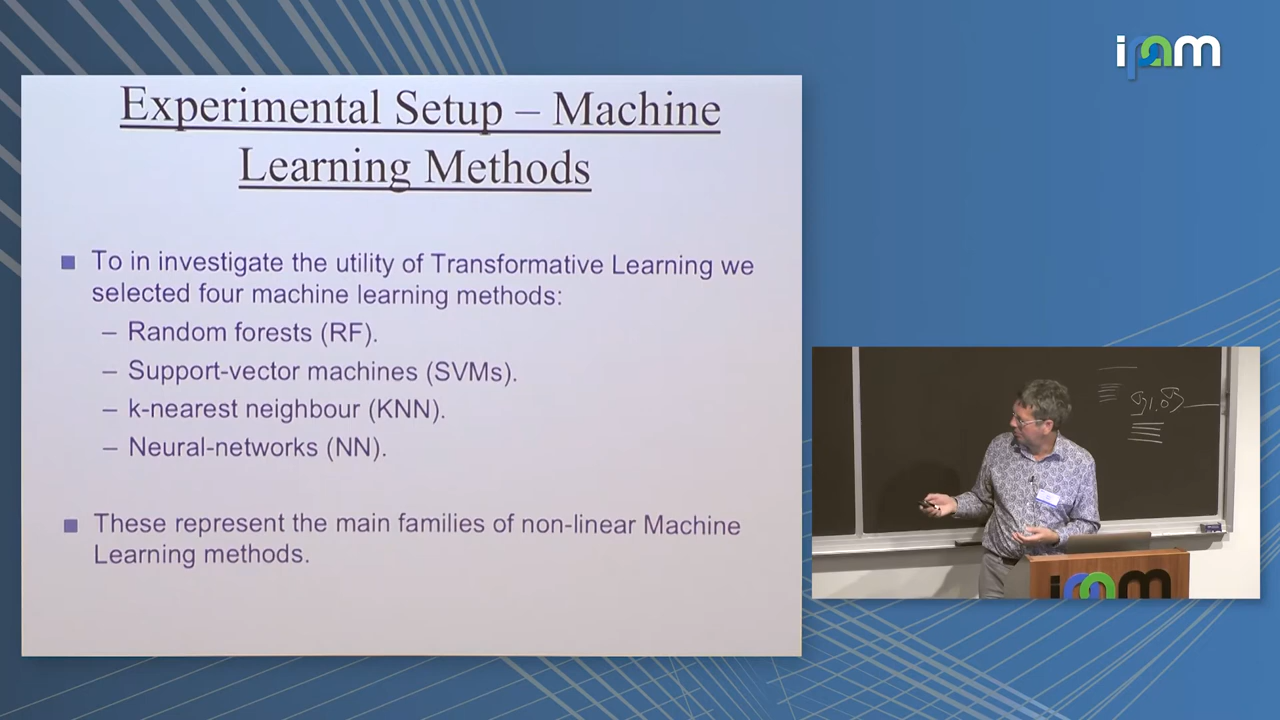 ipam
Experimental Setup – Machine
Learning Methods
■ To in investigate the utility of Transformative Learning we
selected four machine learning methods:
– Random forests (RF).
– Support-vector machines (SVMs).
– k-nearest neighbour (KNN).
– Neural-networks (NN).
■ These represent the main families of non-linear Machine
Learning methods.
ipam